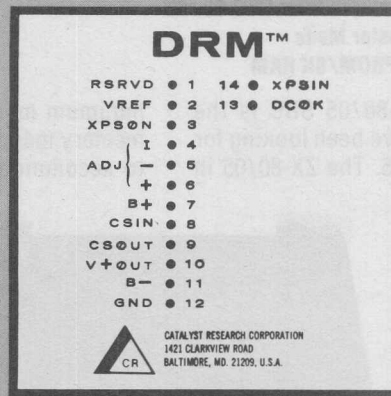 DRM™
RSRVD 1 14 XPSIN
VREF 2 13 DCØK
XPSØ 3
I 4
ADJ ( 5
+ 6
B+ 7
CSIN 8
CSØUT 9
V+ØUT 10
B− 11
GND 12
CR
CATALYST RESEARCH CORPORATION
1421 CLARKVIEW ROAD
BALTIMORE, MD. 21209, U.S.A.